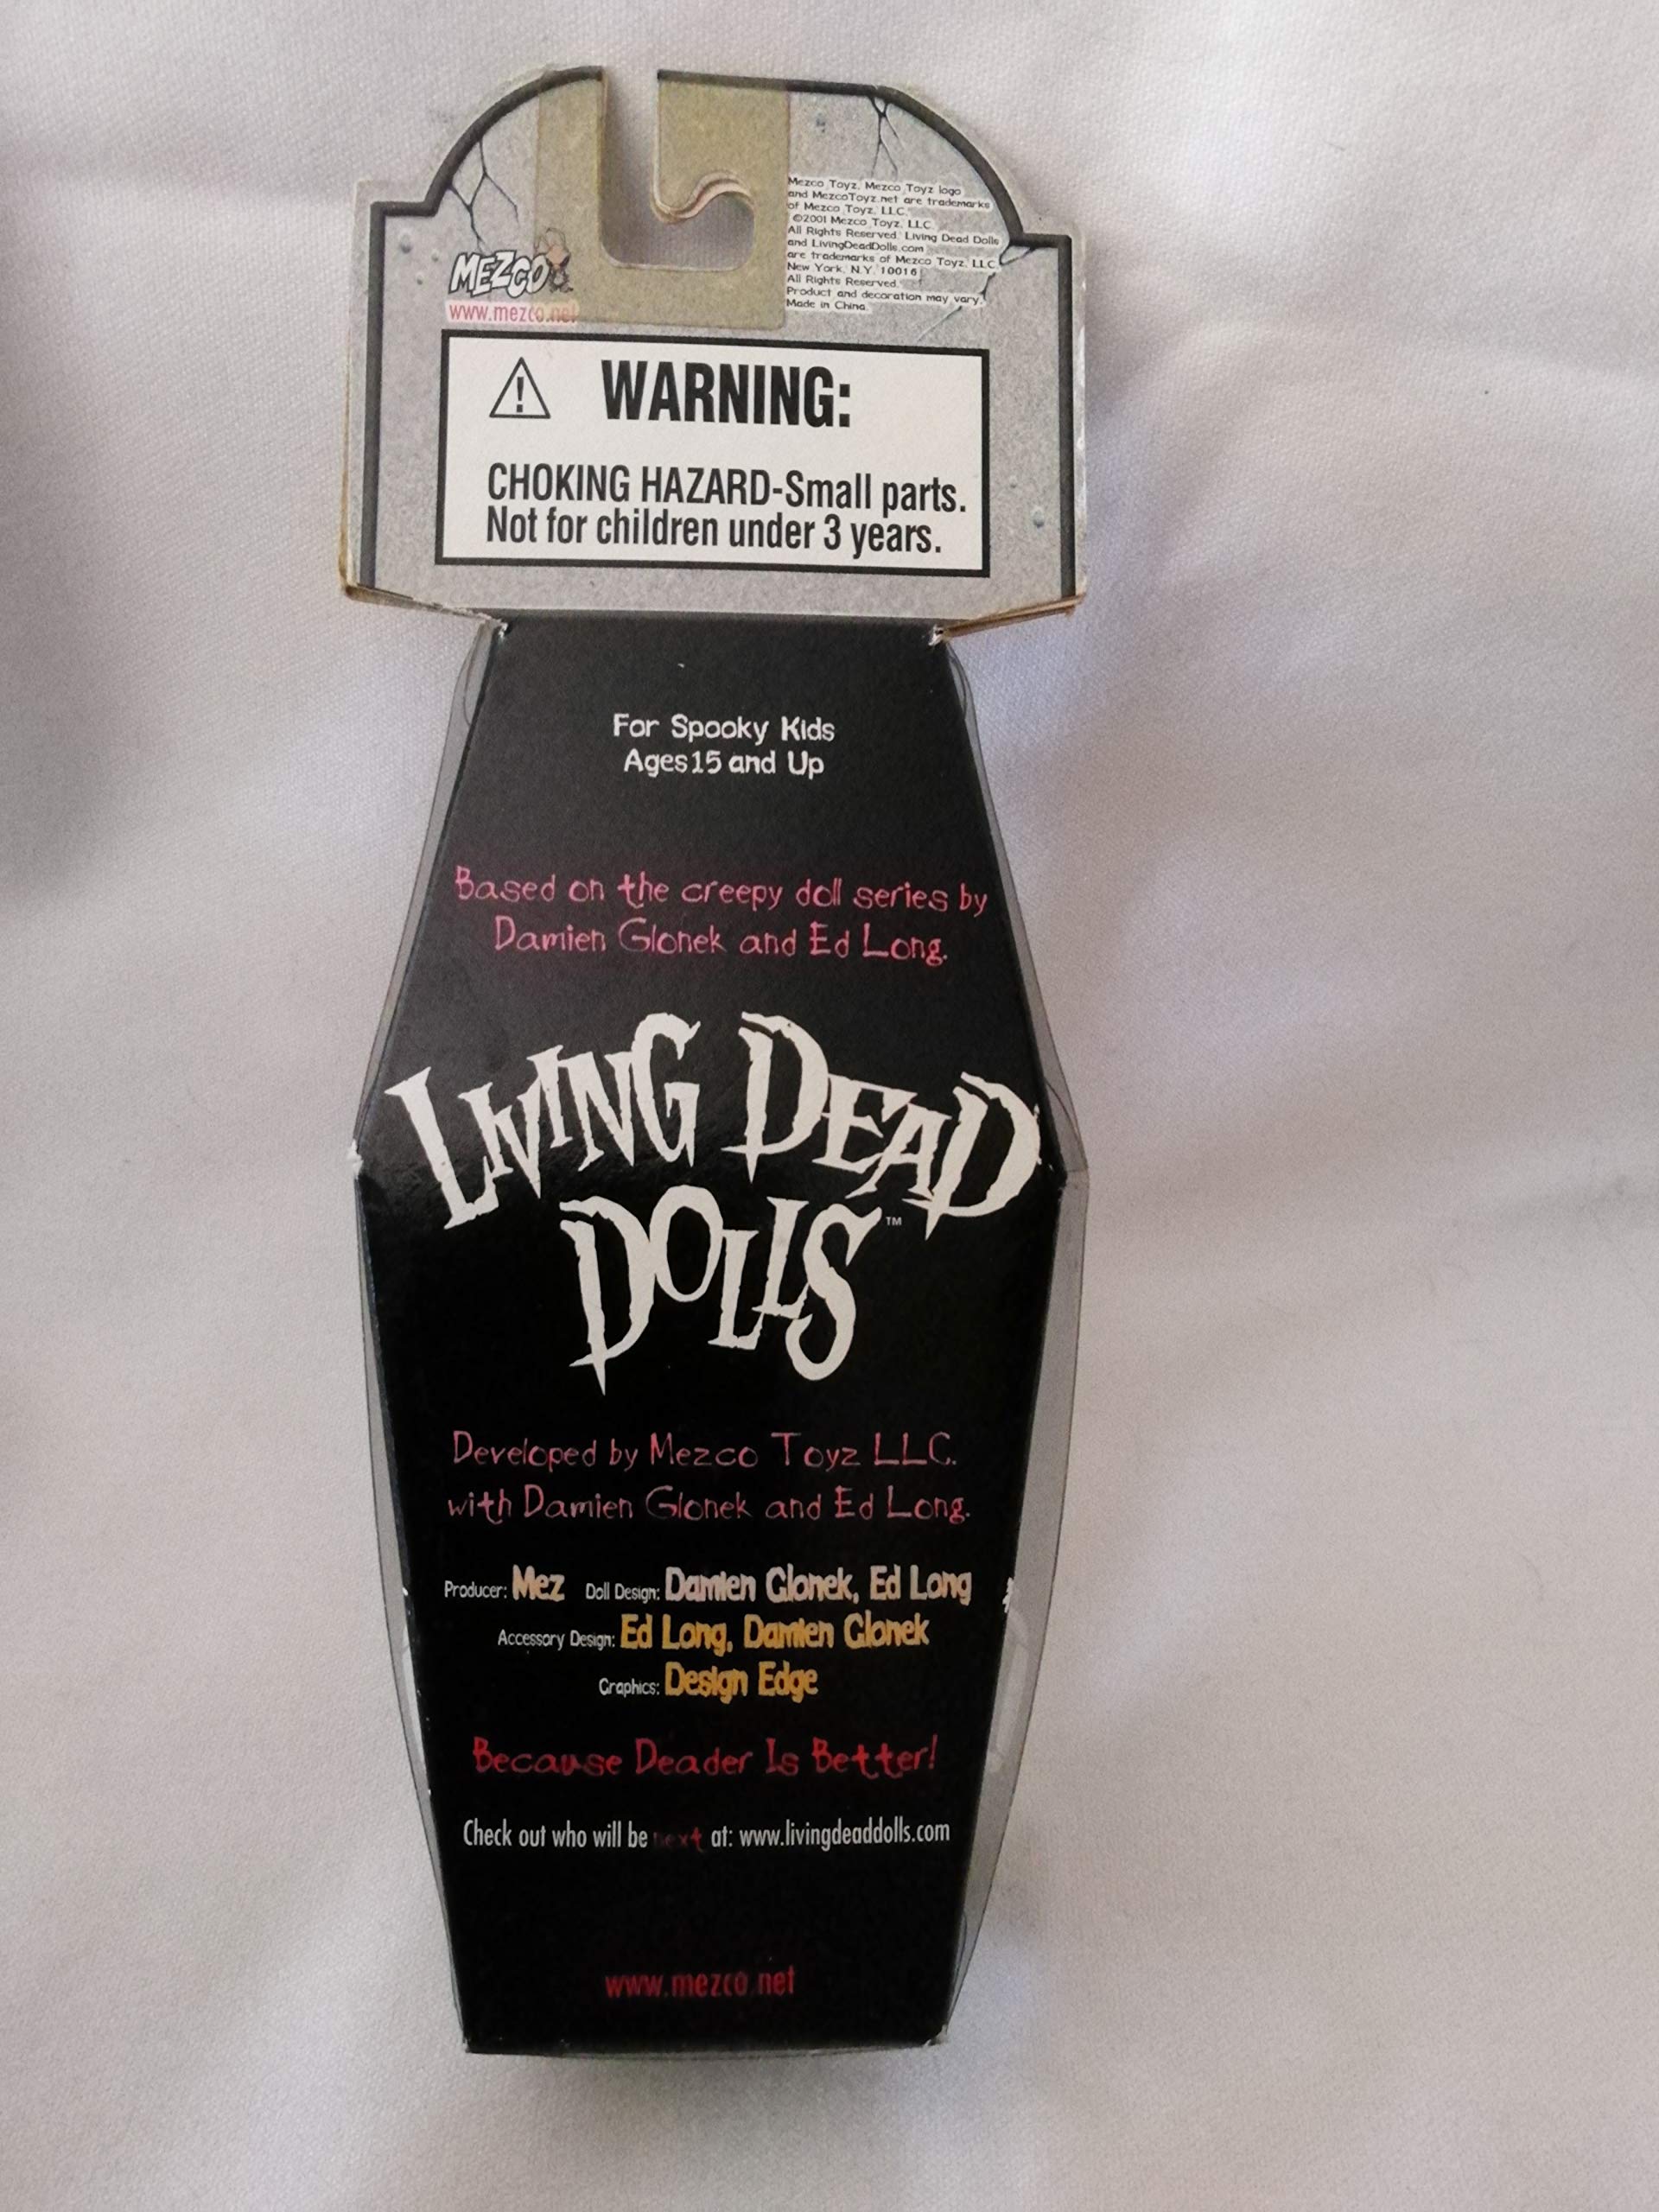 MEZCO
www.mezco.net
Mezco Toyz, Mezco Toyz logo
and MezcoToyz.net are trademarks
of Mezco Toyz, LLC.
©2001 Mezco Toyz, LLC.
All Rights Reserved. Living Dead Dolls
and LivingDeadDolls.com
are trademarks of Mezco Toyz, LLC.
New York, N.Y. 10016
All Rights Reserved.
Product and decoration may vary.
Made in China.
WARNING:
CHOKING HAZARD-Small parts.
Not for children under 3 years.
For Spooky Kids
Ages 15 and Up
Based on the creepy doll series by
Damien Glonek and Ed Long.
LIVING DEAD
DOLLS™
Developed by Mezco Toyz LLC.
with Damien Glonek and Ed Long.
Producer: Mez Doll Design: Damien Glonek, Ed Long
Accessory Design: Ed Long, Damien Glonek
Graphics: Design Edge
Because Deader Is Better!
Check out who will be next at: www.livingdeaddolls.com
www.mezco.net